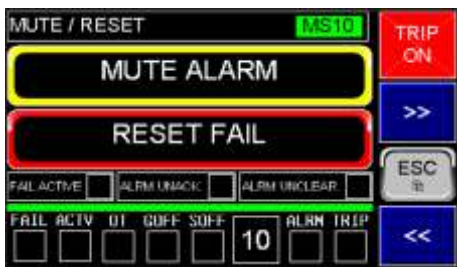 MUTE / RESET MS10
TRIP
ON
MUTE ALARM
>>
RESET FAIL
ESC
FAIL ACTIVE ALRM UNACK ALRM UNCLEAR
FAIL ACTV OT GOFF SOFF 10 ALRM TRIP
<<